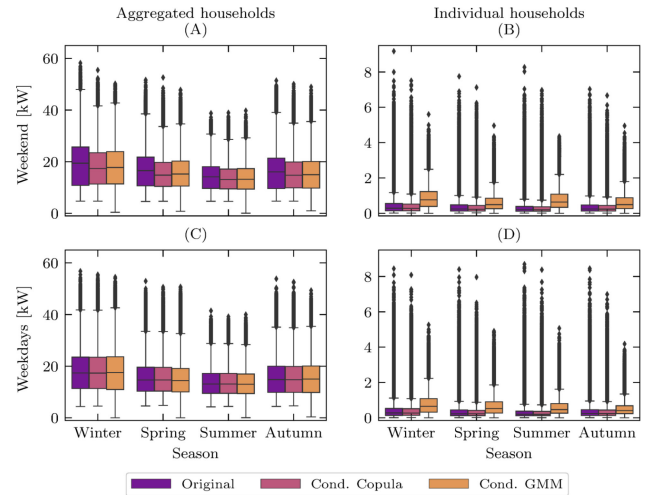 Aggregated households
Individual households
(A)
(B)
Weekend [kW]
60
40
20
0
8
6
4
2
0
(C)
(D)
Weekdays [kW]
60
40
20
0
8
6
4
2
0
Winter Spring Summer Autumn
Winter Spring Summer Autumn
Season
Season
Original Cond. Copula Cond. GMM